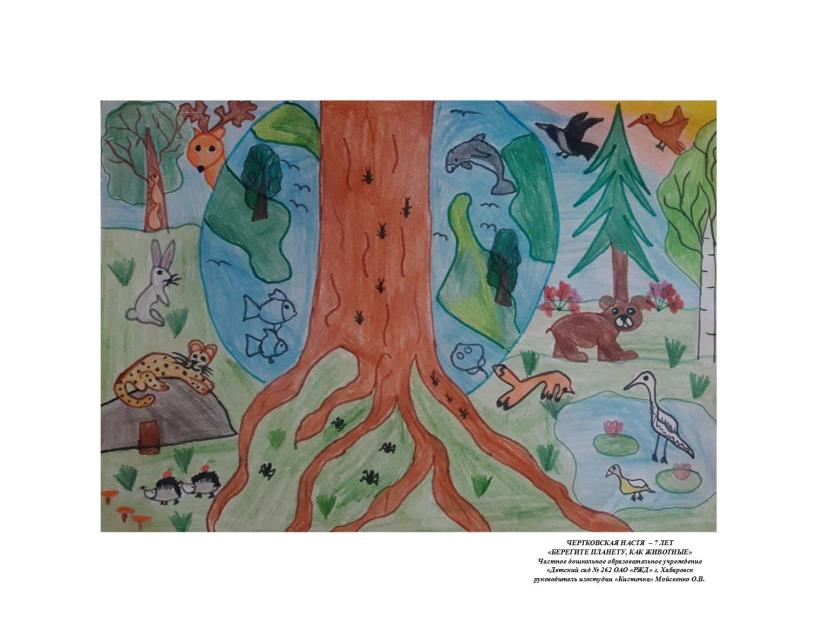 ЧЕРТКОВСКАЯ НАСТЯ – 7 ЛЕТ
«БЕРЕГИТЕ ПЛАНЕТУ, КАК ЖИВОТНЫЕ»
Частное дошкольное образовательное учреждение
«Детский сад № 262 ОАО «РЖД» г. Хабаровск
руководитель изостудии «Кисточка» Мойсеенко О.В.